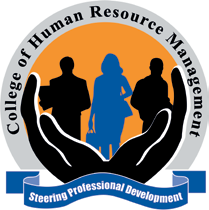 College of Human Resource Management
Steering Professional Development